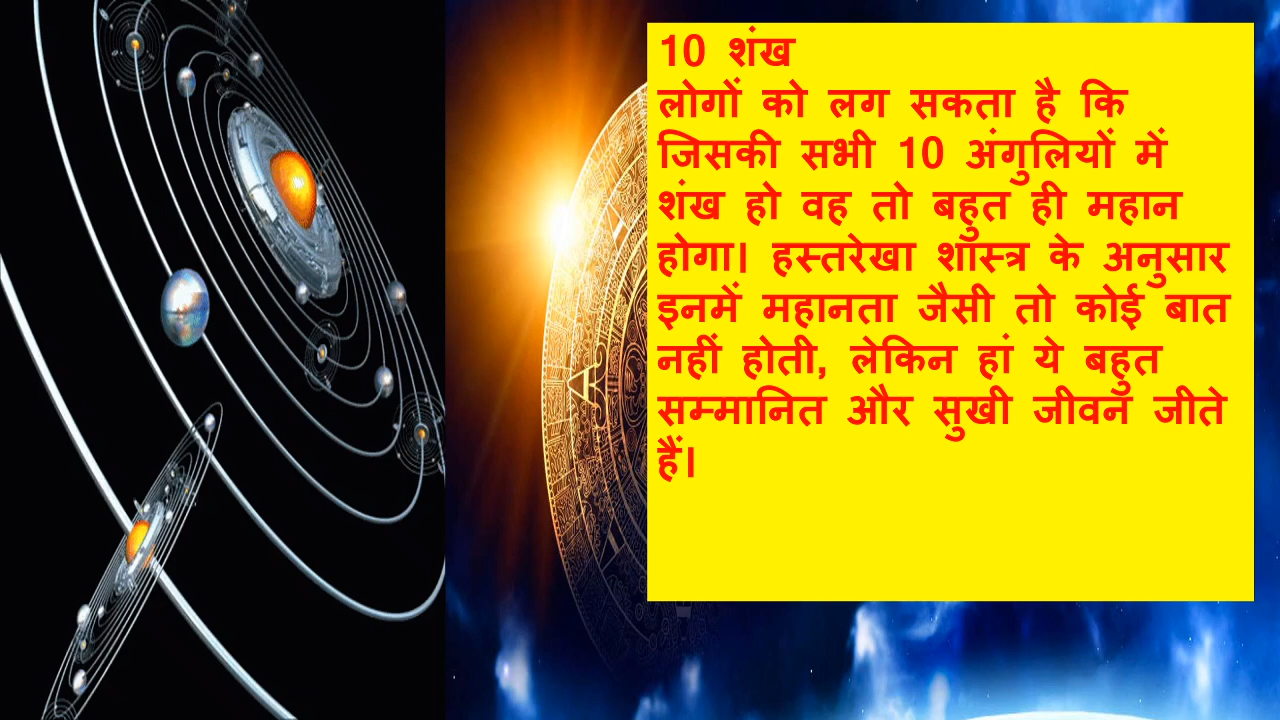 10 शंख
लोगों को लग सकता है कि
जिसकी सभी 10 अंगुलियों में
शंख हो वह तो बहुत ही महान
होगा। हस्तरेखा शास्त्र के अनुसार
इनमें महानता जैसी तो कोई बात
नहीं होती, लेकिन हां ये बहुत
सम्मानित और सुखी जीवन जीते
हैं।